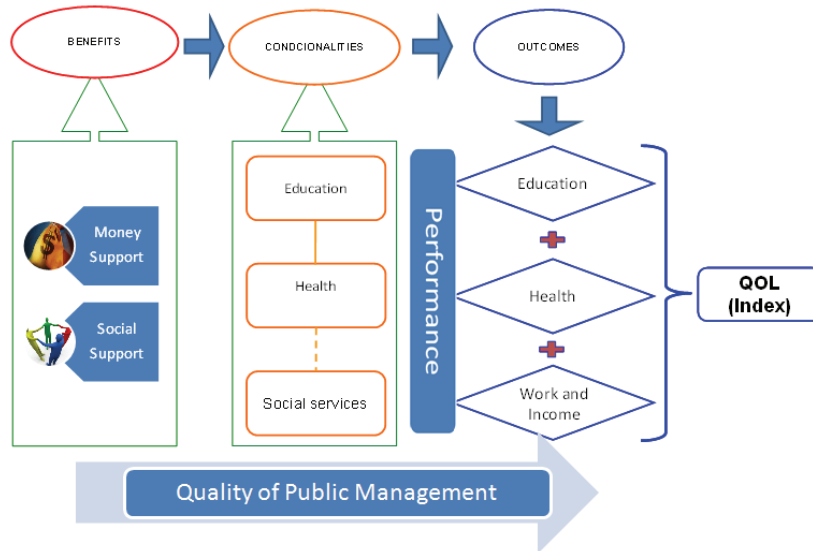 BENEFITS
CONDCIONALITIES
OUTCOMES
Money
Support
Social
Support
Education
Health
Social services
Performance
Education
Health
Work and
Income
QOL
(Index)
Quality of Public Management